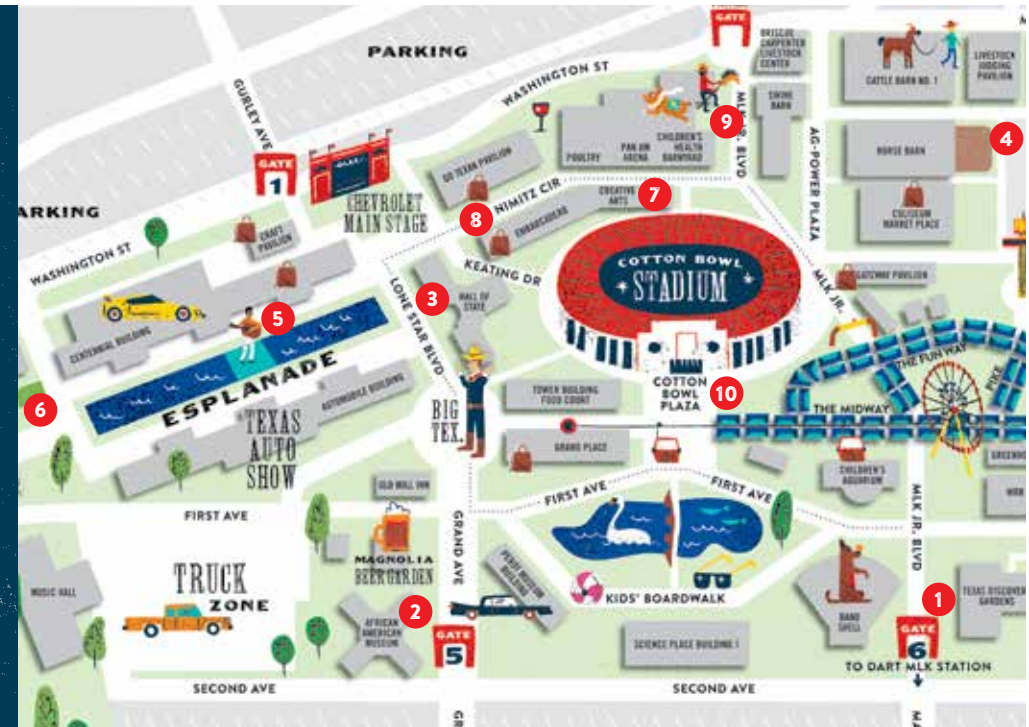 PARKING
GATE
BRISCOE
CARPENTER
LIVESTOCK
CENTER
CATTLE BARN NO. 1
LIVESTOCK
JUDGING
PAVILION
WASHINGTON ST
GURLEY AVE
SWINE
BARN
9
MLK JR. BLVD
4
HORSE BARN
AG-POWER PLAZA
GATE
1
CHEVROLET
MAIN STAGE
GO TEXAN PAVILION
POULTRY
PAN AM
ARENA
CHILDREN'S
HEALTH
BARNYARD
ARKING
WASHINGTON ST
CRAFT
PAVILION
8
NIMITZ CIR
EMBARCADERO
CREATIVE
ARTS
7
COLISEUM
MARKET PLACE
KEATING DR
COTTON BOWL
STADIUM
MLK JR.
GATEWAY PAVILION
3
HALL OF
STATE
LONE STAR BLVD
5
CENTENNIAL BUILDING
ESPLANADE
6
AUTOMOBILE BUILDING
TEXAS
AUTO
SHOW
BIG
TEX.
TOWER BUILDING
FOOD COURT
COTTON
BOWL
PLAZA
10
THE FUN WAY
PIKE
THE MIDWAY
GRAND PLACE
CHILDREN'S
AQUARIUM
OLD MILL INN
FIRST AVE
FIRST AVE
FIRST AVE
GRAND AVE
MLK JR. BLVD
MAGNOLIA
BEER GARDEN
TRUCK
ZONE
MUSIC HALL
2
AFRICAN
AMERICAN
MUSEUM
GATE
5
PEROT MUSEUM
BUILDING
KIDS' BOARDWALK
SCIENCE PLACE BUILDING 1
BAND
SHELL
1
TEXAS DISCOVER
GARDENS
GATE
6
TO DART MLK STATION
SECOND AVE
SECOND AVE
GR
MA